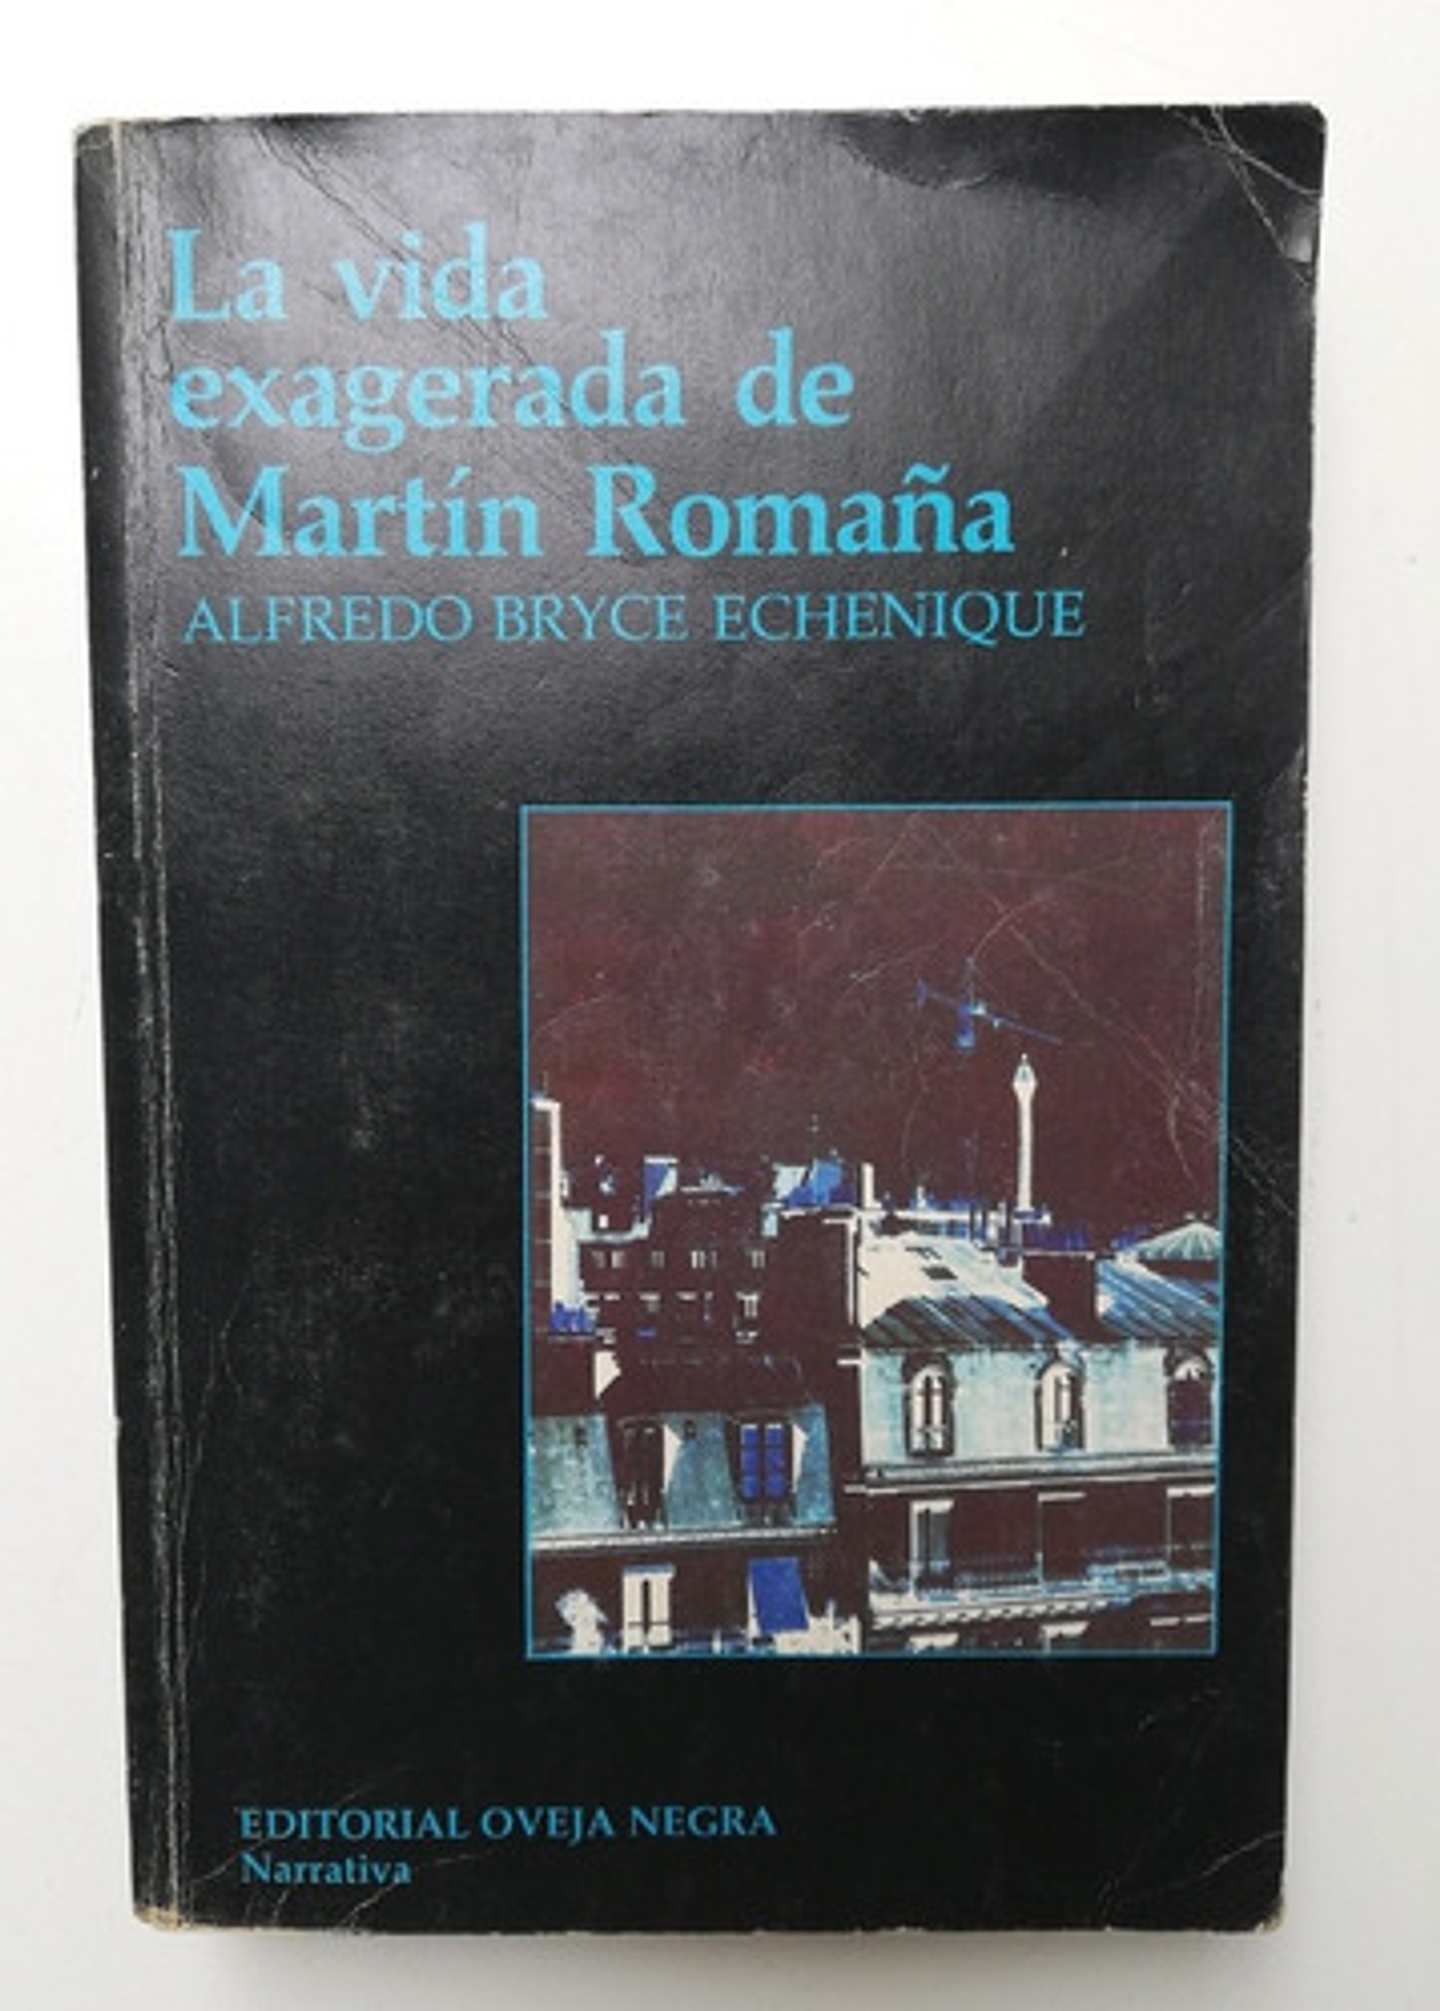 La vida
exagerada de
Martín Romaña
ALFREDO BRYCE ECHENIQUE
EDITORIAL OVEJA NEGRA
Narrativa